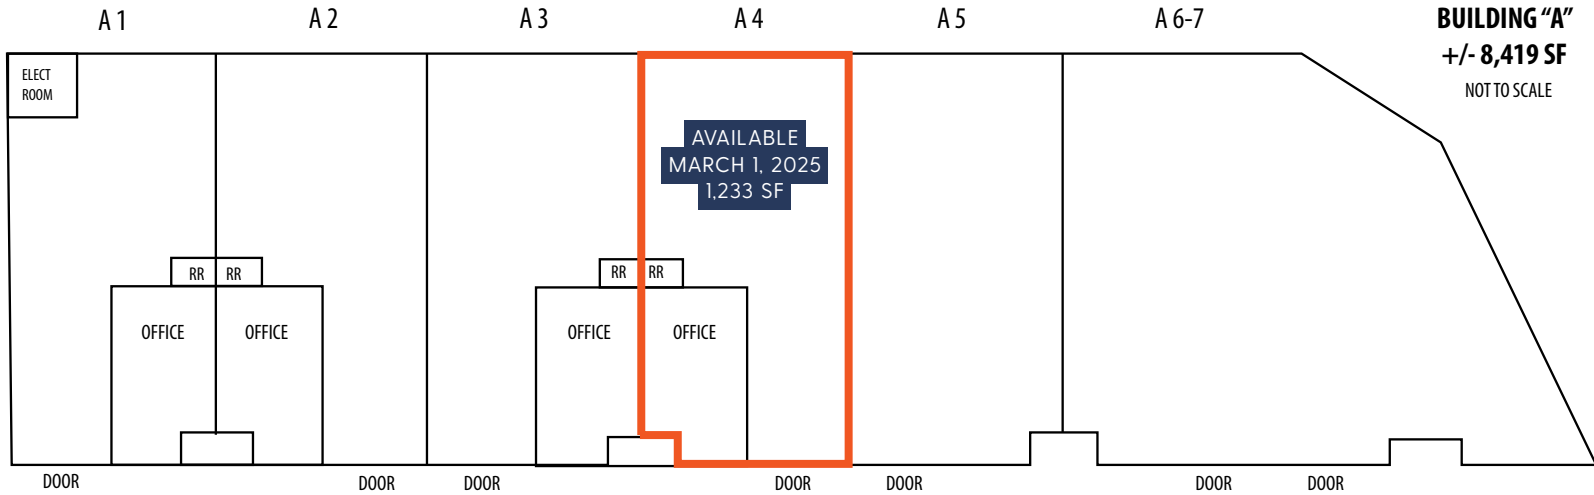 A 1
A 2
A 3
A 4
A 5
A 6-7
BUILDING “A”
+/- 8,419 SF
NOT TO SCALE
ELECT
ROOM
AVAILABLE
MARCH 1, 2025
1,233 SF
RR
RR
RR
RR
OFFICE
OFFICE
OFFICE
OFFICE
DOOR
DOOR
DOOR
DOOR
DOOR
DOOR
DOOR